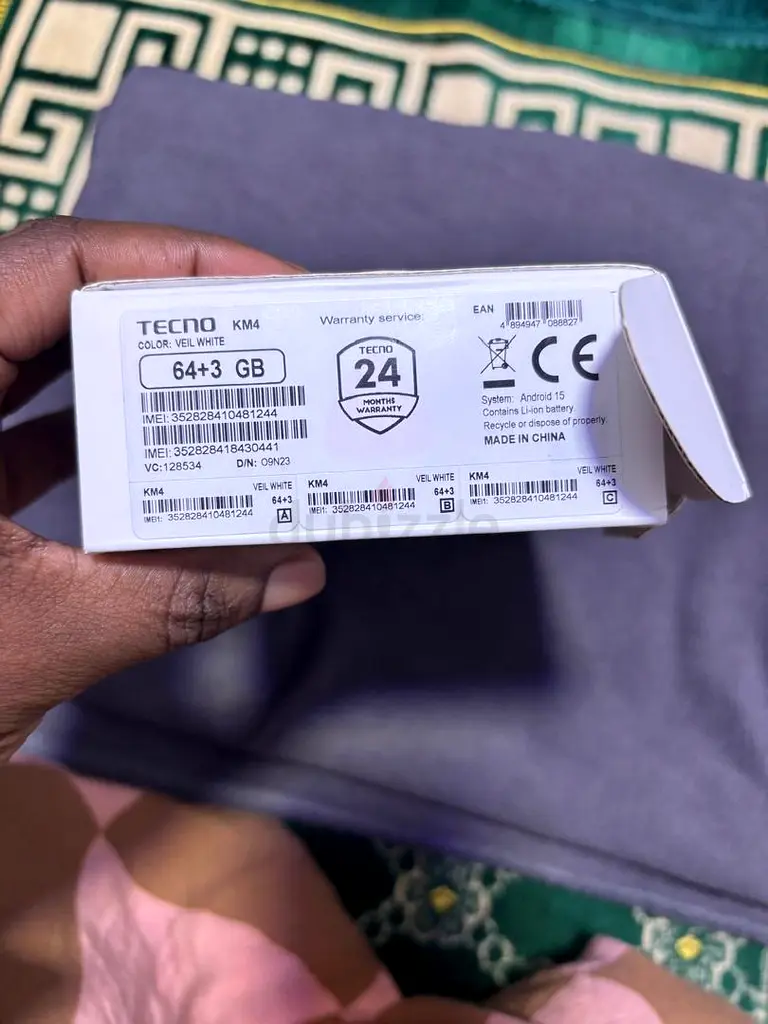 TECNO KM4
COLOR: VEIL WHITE
64+3 GB
IMEI: 352828410481244
IMEI: 352828418430441
VC:128534 D/N: O9N23
Warranty service:
TECNO
24
MONTHS
WARRANTY
EAN
4 894947 088827
CE
System: Android 15
Contains Li-ion battery.
Recycle or dispose of properly.
MADE IN CHINA
KM4 VEIL WHITE
64+3
IMEI1: 352828410481244 A
KM4 VEIL WHITE
64+3
IMEI1: 352828410481244 B
KM4 VEIL WHITE
64+3
IMEI1: 352828410481244 C
dubizzle